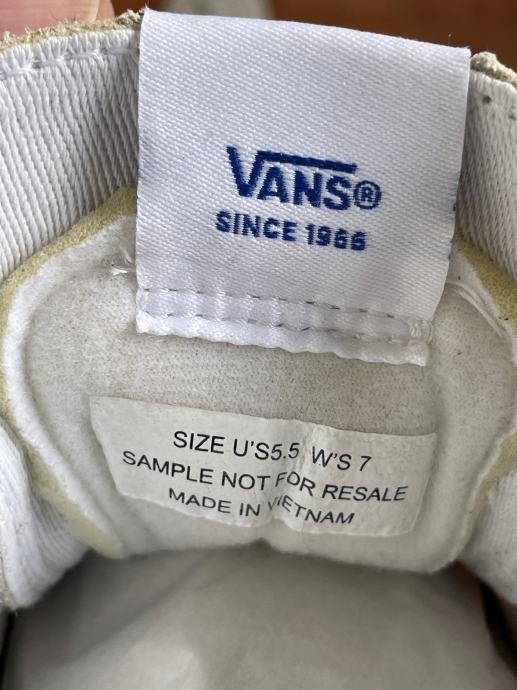 VANS®
SINCE 1966
SIZE U'S5.5 W'S 7
SAMPLE NOT FOR RESALE
MADE IN VIETNAM